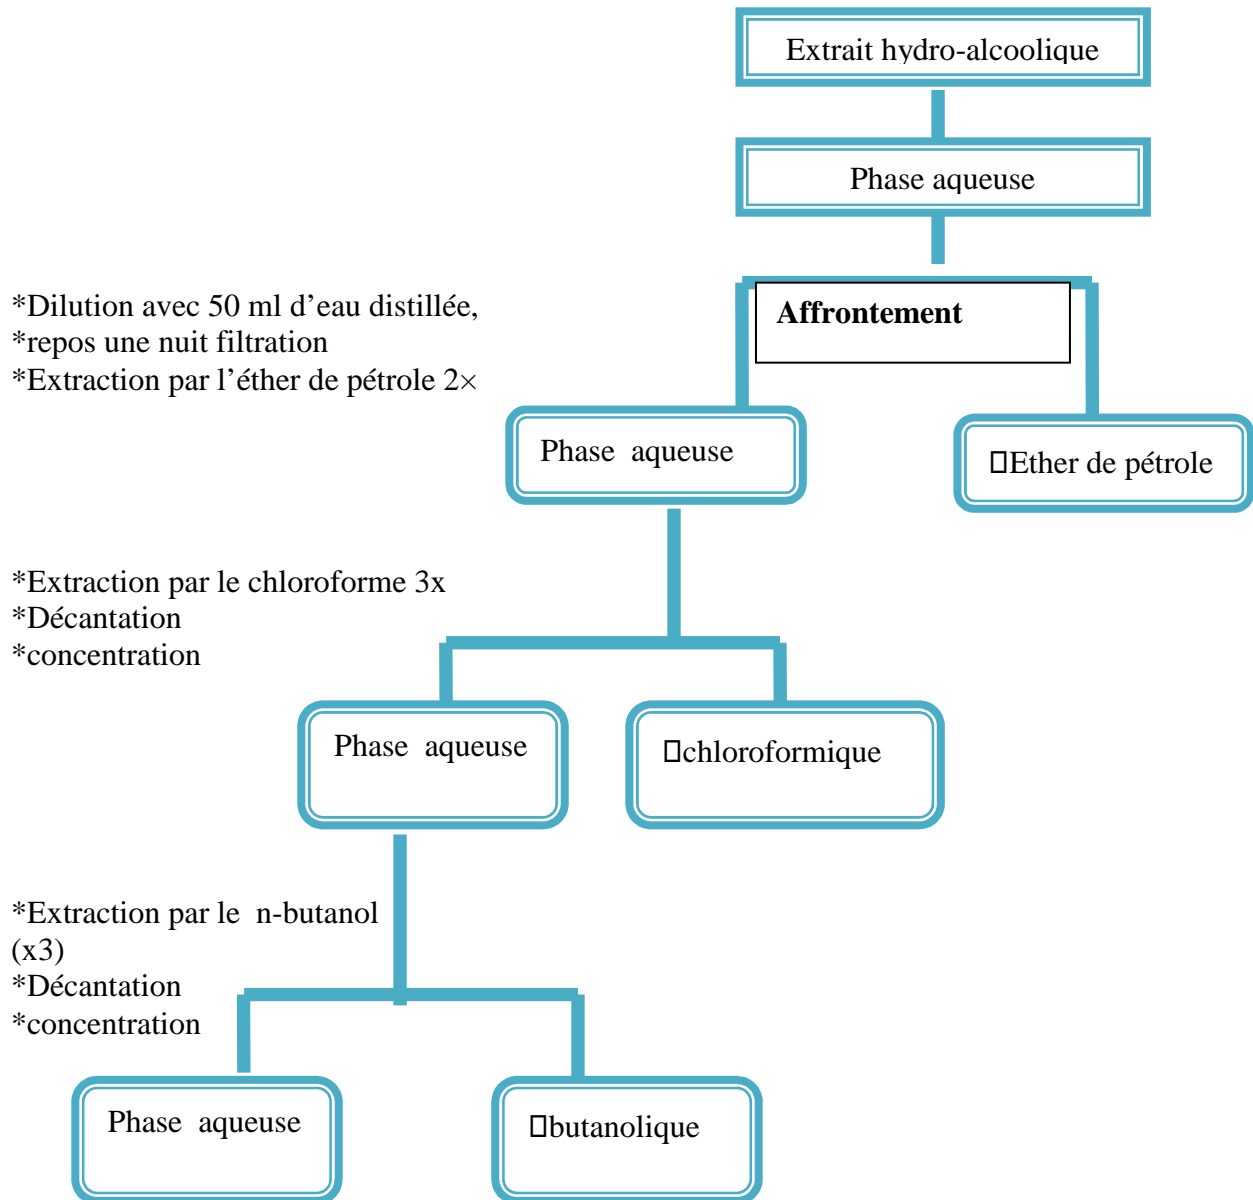 Extrait hydro-alcoolique
Phase aqueuse
*Dilution avec 50 ml d’eau distillée,
*repos une nuit filtration
*Extraction par l’éther de pétrole 2×
Affrontement
Phase aqueuse
□Ether de pétrole
*Extraction par le chloroforme 3x
*Décantation
*concentration
Phase aqueuse
□chloroformique
*Extraction par le n-butanol
(x3)
*Décantation
*concentration
Phase aqueuse
□butanolique